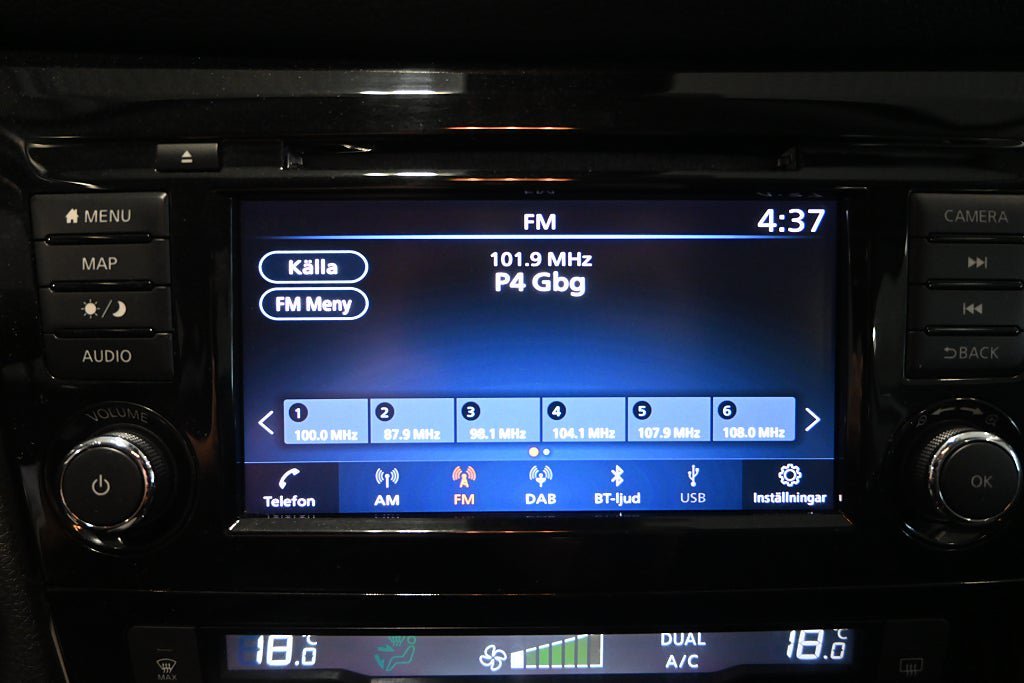 MENU
MAP
AUDIO
VOLUME
CAMERA
BACK
OK
FM
4:37
Källa
FM Meny
101.9 MHz
P4 Gbg
1
100.0 MHz
2
87.9 MHz
3
98.1 MHz
4
104.1 MHz
5
107.9 MHz
6
108.0 MHz
Telefon
AM
FM
DAB
BT-ljud
USB
Inställningar
MAX
18.0 °C
DUAL
A/C
18.0 °C